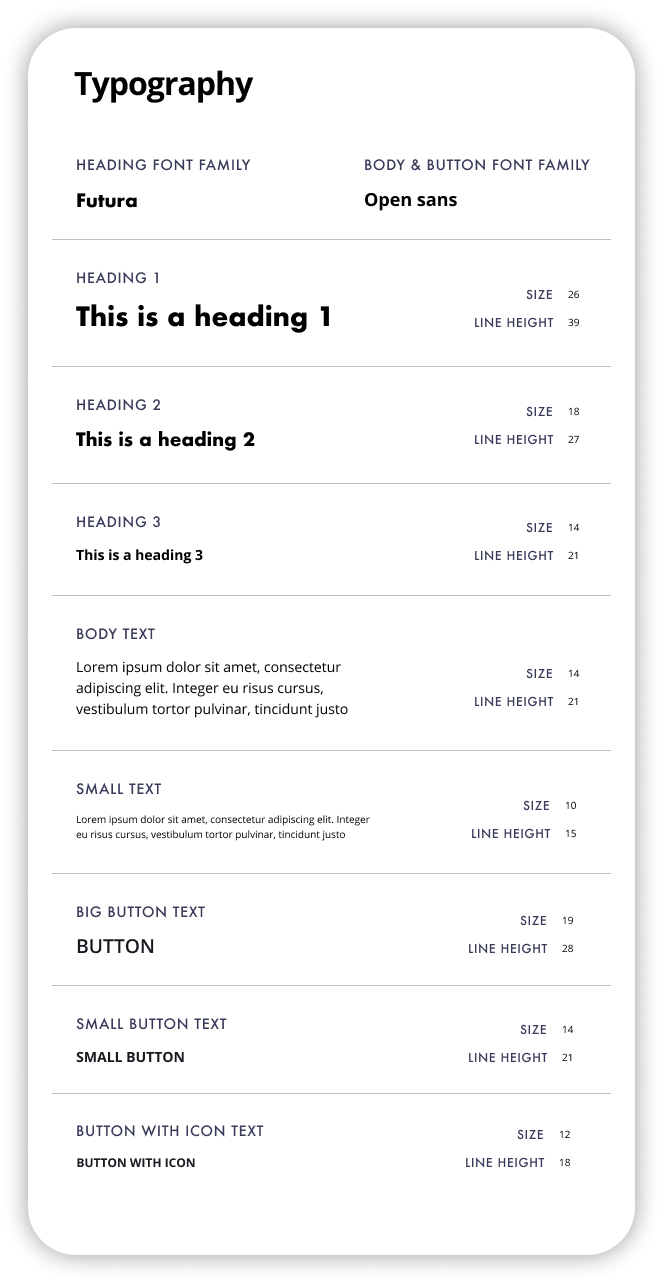 Typography
HEADING FONT FAMILY
Futura
BODY & BUTTON FONT FAMILY
Open sans
HEADING 1
This is a heading 1
SIZE 26
LINE HEIGHT 39
HEADING 2
This is a heading 2
SIZE 18
LINE HEIGHT 27
HEADING 3
This is a heading 3
SIZE 14
LINE HEIGHT 21
BODY TEXT
Lorem ipsum dolor sit amet, consectetur
adipiscing elit. Integer eu risus cursus,
vestibulum tortor pulvinar, tincidunt justo
SIZE 14
LINE HEIGHT 21
SMALL TEXT
Lorem ipsum dolor sit amet, consectetur adipiscing elit. Integer
eu risus cursus, vestibulum tortor pulvinar, tincidunt justo
SIZE 10
LINE HEIGHT 15
BIG BUTTON TEXT
BUTTON
SIZE 19
LINE HEIGHT 28
SMALL BUTTON TEXT
SMALL BUTTON
SIZE 14
LINE HEIGHT 21
BUTTON WITH ICON TEXT
BUTTON WITH ICON
SIZE 12
LINE HEIGHT 18